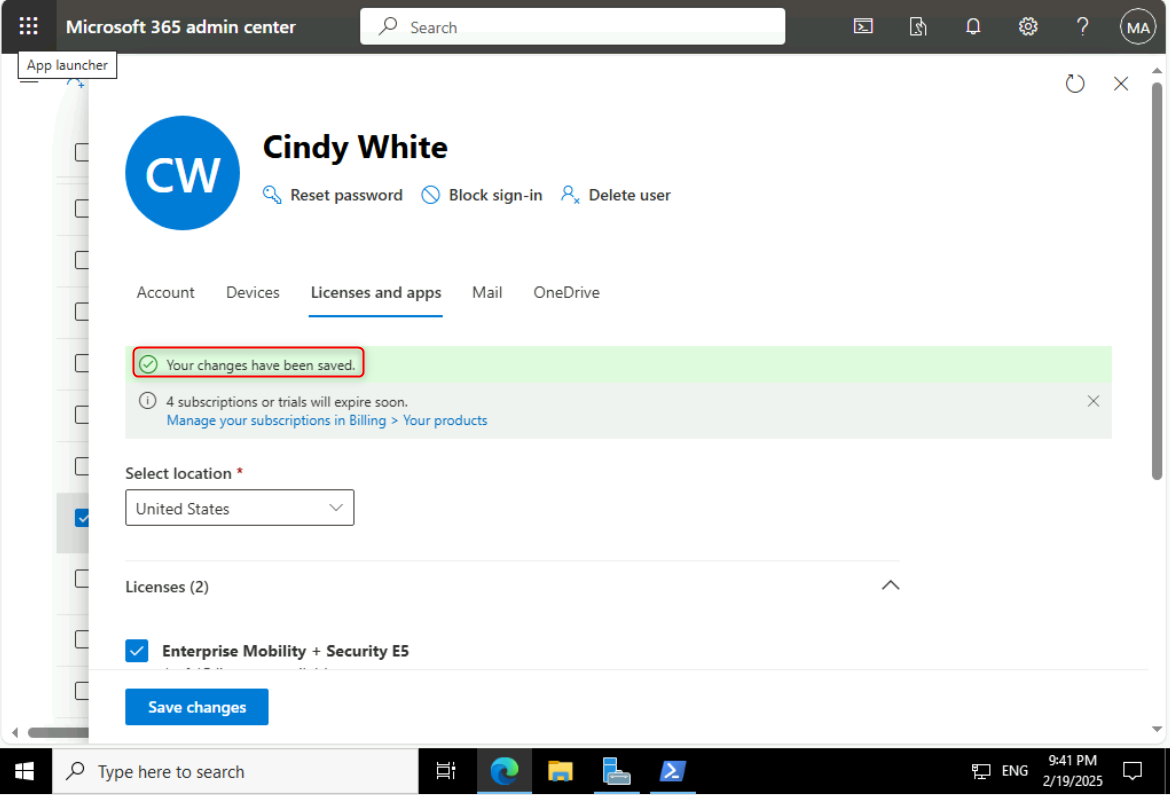 Microsoft 365 admin center
Search
MA
App launcher
CW
Cindy White
Reset password
Block sign-in
Delete user
Account
Devices
Licenses and apps
Mail
OneDrive
Your changes have been saved.
4 subscriptions or trials will expire soon.
Manage your subscriptions in Billing > Your products
Select location *
United States
Licenses (2)
Enterprise Mobility + Security E5
Save changes
Type here to search
ENG
9:41 PM
2/19/2025